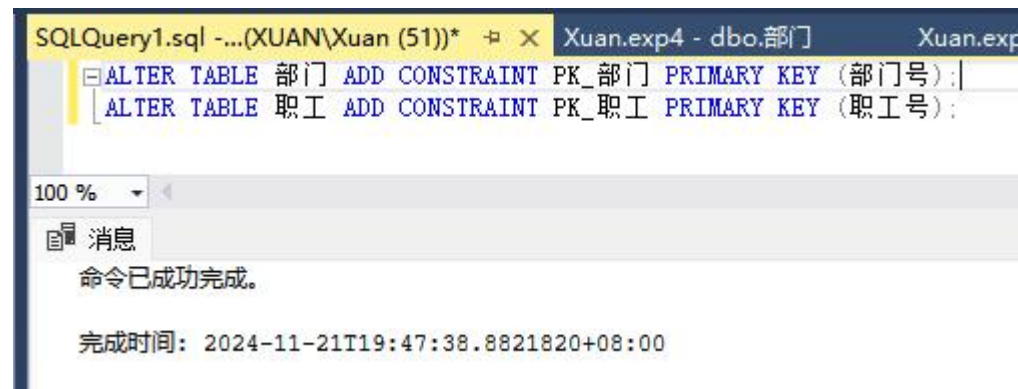 SQLQuery1.sql -...(XUAN\Xuan (51))* Xuan.exp4 - dbo.部门 Xuan.exp
ALTER TABLE 部门 ADD CONSTRAINT PK_部门 PRIMARY KEY (部门号);
ALTER TABLE 职工 ADD CONSTRAINT PK_职工 PRIMARY KEY (职工号);
100 %
消息
命令已成功完成。
完成时间: 2024-11-21T19:47:38.8821820+08:00